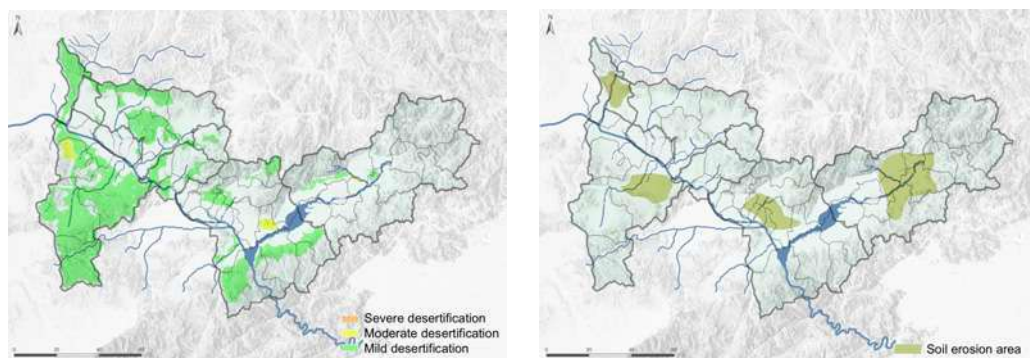 N
N
Severe desertification
Moderate desertification
Mild desertification
Soil erosion area